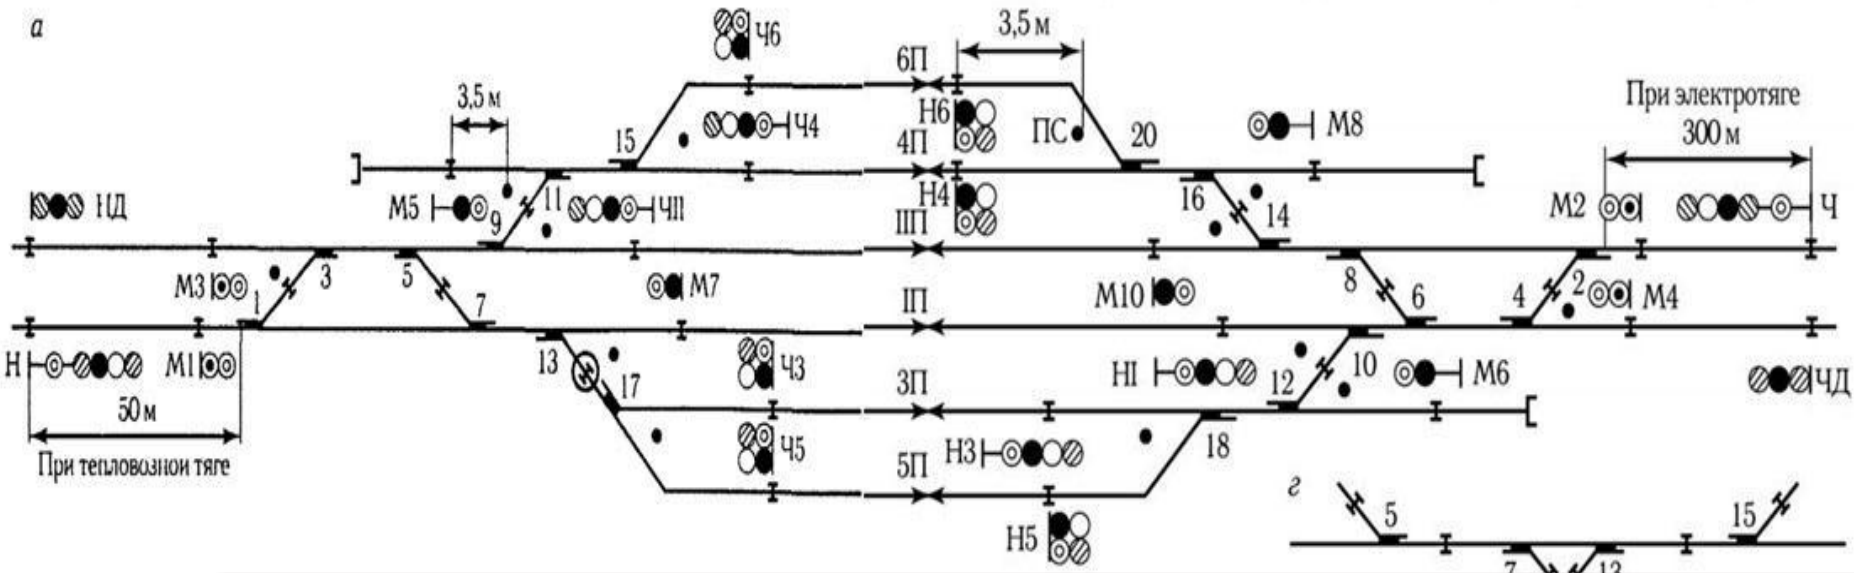 а
Ч6
6П
3,5 м
При электротяге
300 м
3,5 м
Ч4
Н6
ПС
20
М8
15
4П
НД
М5
11
ЧII
Н4
16
14
М2
Ч
9
IIП
М3
1
3
5
7
М7
М10
8
6
4
2
М4
IП
Н
М1
13
17
Ч3
НI
12
10
М6
ЧД
50 м
3П
При тепловозной тяге
Ч5
Н3
18
5П
г
5
15
Н5
7
13